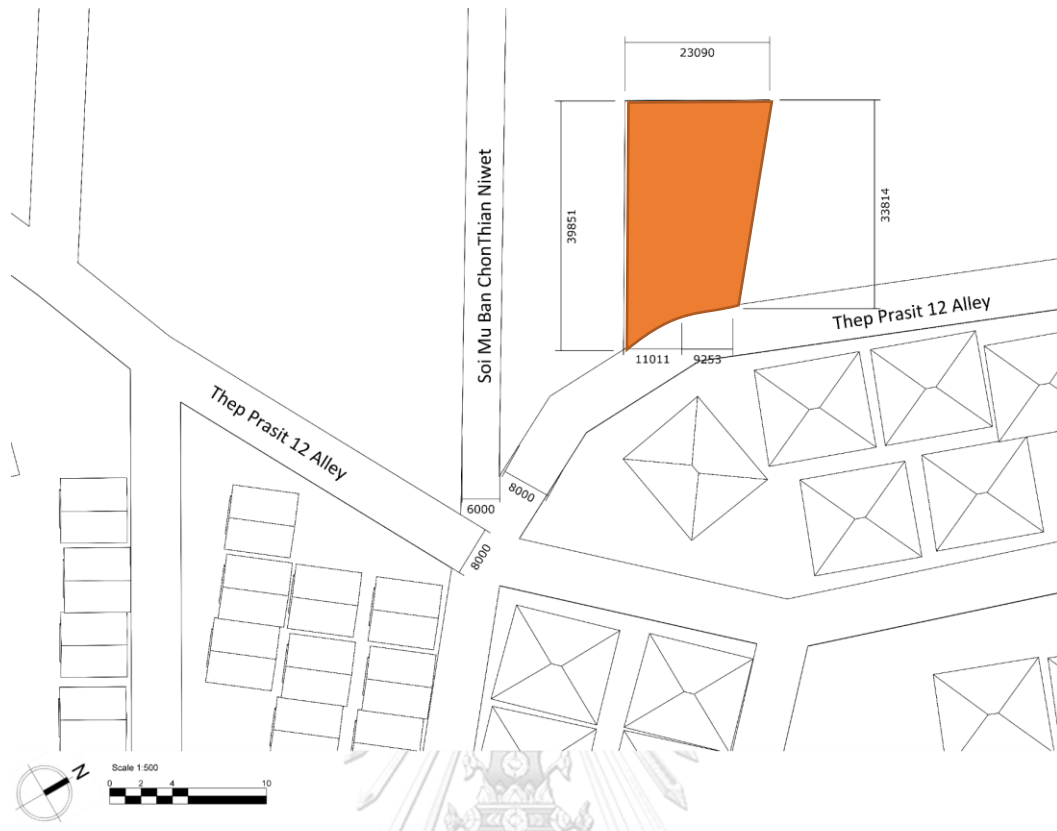 23090
39851
33814
Soi Mu Ban ChonThian Niwet
Thep Prasit 12 Alley
11011
9253
Thep Prasit 12 Alley
8000
6000
8000
N
Scale 1:500
0 2 4 10